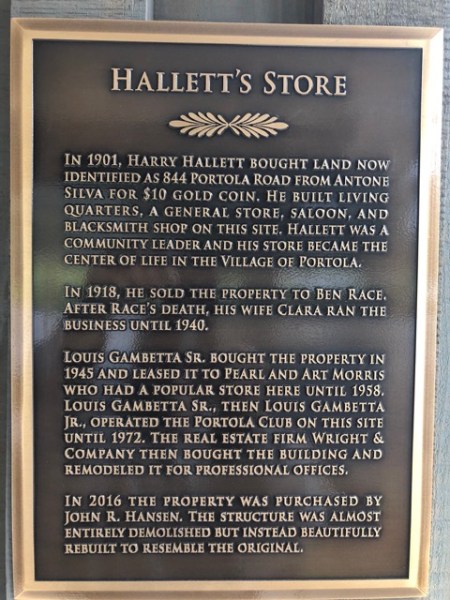 HALLETT'S STORE
IN 1901, HARRY HALLETT BOUGHT LAND NOW
IDENTIFIED AS 844 PORTOLA ROAD FROM ANTONE
SILVA FOR $10 GOLD COIN. HE BUILT LIVING
QUARTERS, A GENERAL STORE, SALOON, AND
BLACKSMITH SHOP ON THIS SITE. HALLETT WAS A
COMMUNITY LEADER AND HIS STORE BECAME THE
CENTER OF LIFE IN THE VILLAGE OF PORTOLA.
IN 1918, HE SOLD THE PROPERTY TO BEN RACE.
AFTER RACE'S DEATH, HIS WIFE CLARA RAN THE
BUSINESS UNTIL 1940.
LOUIS GAMBETTA SR. BOUGHT THE PROPERTY IN
1945 AND LEASED IT TO PEARL AND ART MORRIS
WHO HAD A POPULAR STORE HERE UNTIL 1958.
LOUIS GAMBETTA SR., THEN LOUIS GAMBETTA
JR., OPERATED THE PORTOLA CLUB ON THIS SITE
UNTIL 1972. THE REAL ESTATE FIRM WRIGHT &
COMPANY THEN BOUGHT THE BUILDING AND
REMODELED IT FOR PROFESSIONAL OFFICES.
IN 2016 THE PROPERTY WAS PURCHASED BY
JOHN R. HANSEN. THE STRUCTURE WAS ALMOST
ENTIRELY DEMOLISHED BUT INSTEAD BEAUTIFULLY
REBUILT TO RESEMBLE THE ORIGINAL.